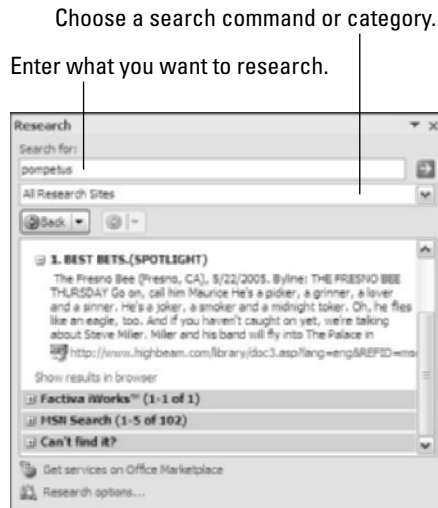 Choose a search command or category.
Enter what you want to research.
Research
Search for:
pompetus
All Research Sites
Back
1. BEST BETS.(SPOTLIGHT)
The Fresno Bee (Fresno, CA), 5/22/2005. Byline: THE FRESNO BEE
THURSDAY Go on, call him Maurice He's a picker, a grinner, a lover
and a sinner. He's a joker, a smoker and a midnight toker. Oh, he flies
like an eagle, too. And if you haven't caught on yet, we're talking
about Steve Miller. Miller and his band will fly into The Palace in
http://www.highbeam.com/library/doc3.asp?lang=eng&REFID=ms
Show results in browser
Factiva iWorks™ (1-1 of 1)
MSN Search (1-5 of 102)
Can't find it?
Get services on Office Marketplace
Research options...